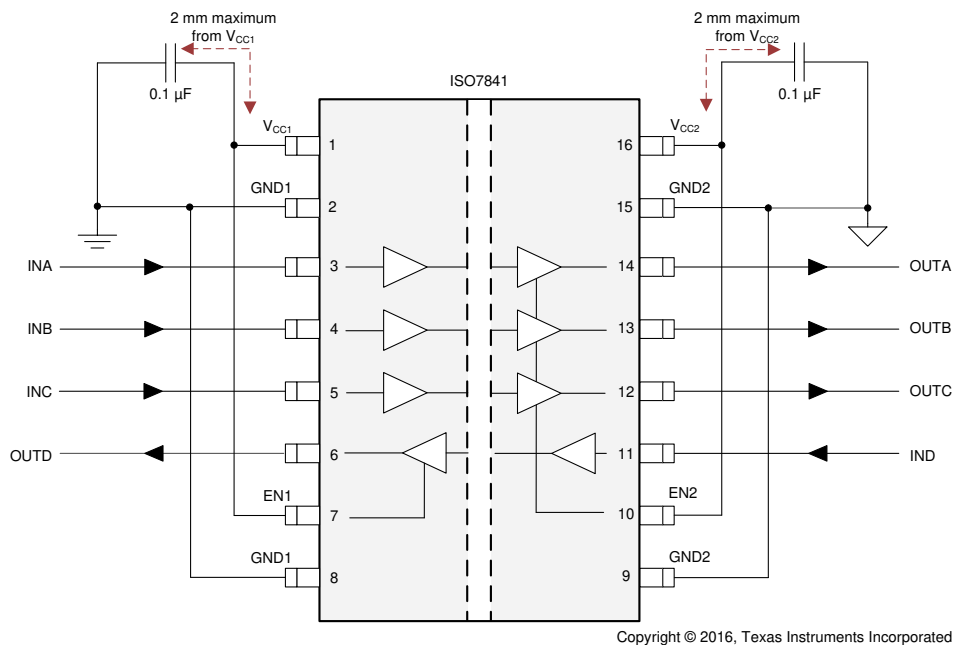 2 mm maximum
from VCC1
2 mm maximum
from VCC2
0.1 µF
0.1 µF
ISO7841
VCC1
VCC2
1
16
GND1
GND2
2
15
INA
3
14
OUTA
INB
4
13
OUTB
INC
5
12
OUTC
OUTD
6
11
IND
EN1
EN2
7
10
GND1
GND2
8
9
Copyright © 2016, Texas Instruments Incorporated